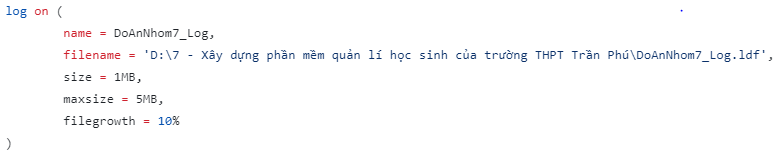 log on (
name = DoAnNhom7_Log,
filename = 'D:\7 - Xây dựng phần mềm quản lí học sinh của trường THPT Trần Phú\DoAnNhom7_Log.ldf',
size = 1MB,
maxsize = 5MB,
filegrowth = 10%
)